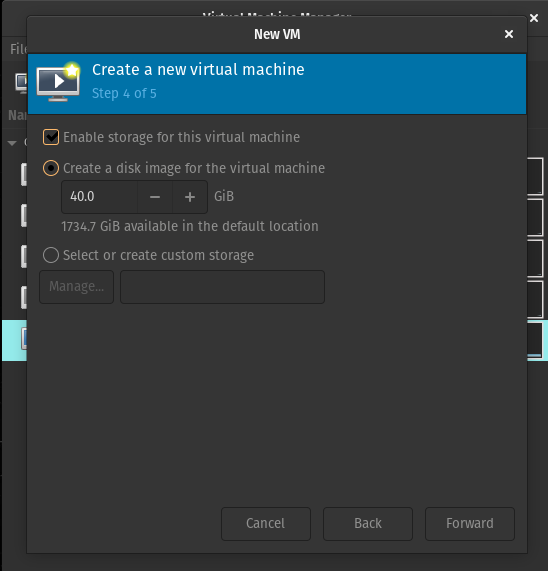 Virtual Machine Manager
New VM
File
Create a new virtual machine
Step 4 of 5
Enable storage for this virtual machine
Create a disk image for the virtual machine
40.0 − + GiB
1734.7 GiB available in the default location
Select or create custom storage
Manage...
Cancel Back Forward